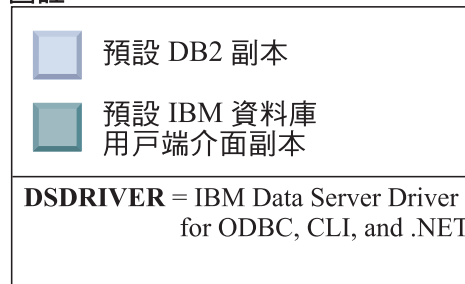 預設 DB2 副本
預設 IBM 資料庫
用戶端介面副本
DSDRIVER = IBM Data Server Driver
for ODBC, CLI, and .NET